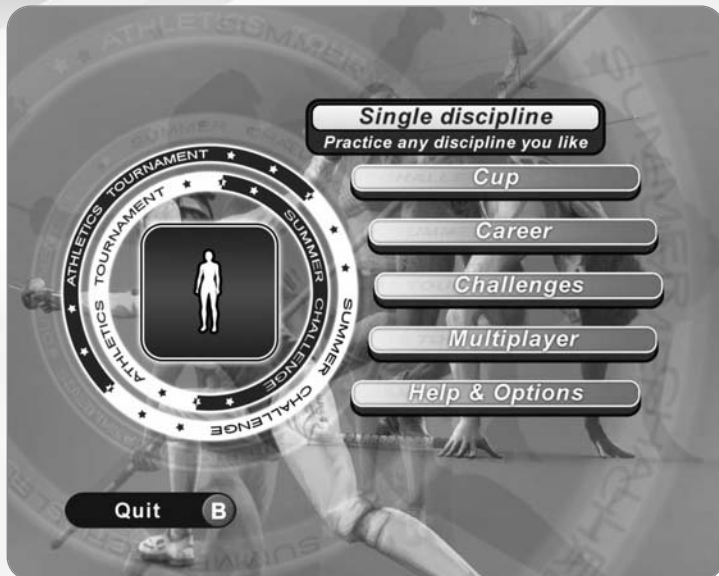 ATHLETICS TOURNAMENT
SUMMER CHALLENGE
ATHLETICS TOURNAMENT
SUMMER CHALLENGE
Single discipline
Practice any discipline you like
Cup
Career
Challenges
Multiplayer
Help & Options
Quit B